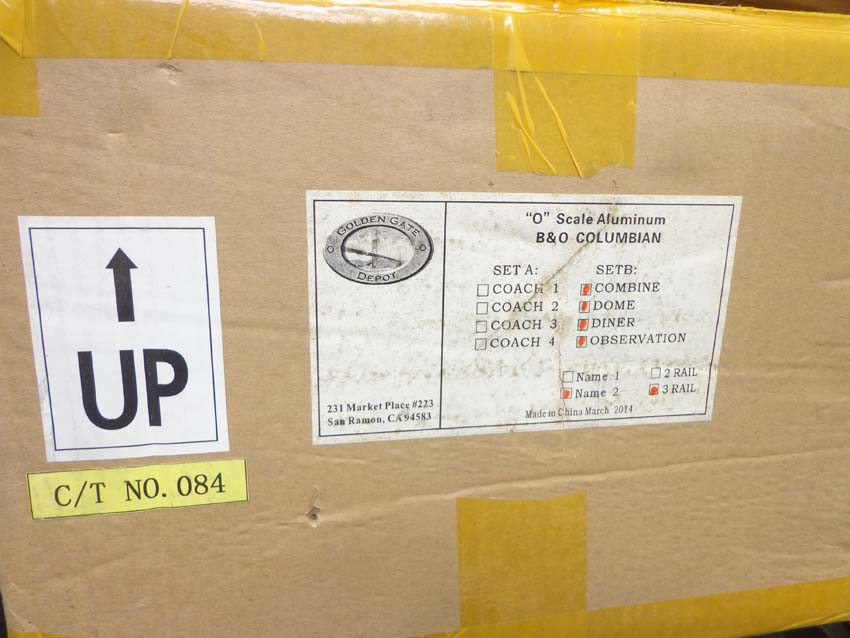 UP
C/T NO. 084
GOLDEN GATE
DEPOT
231 Market Place #223
San Ramon, CA 94583
"O" Scale Aluminum
B&O COLUMBIAN
SET A: SETB:
COACH 1 COMBINE
COACH 2 DOME
COACH 3 DINER
COACH 4 OBSERVATION
Name 1 2 RAIL
Name 2 3 RAIL
Made in China March 2014